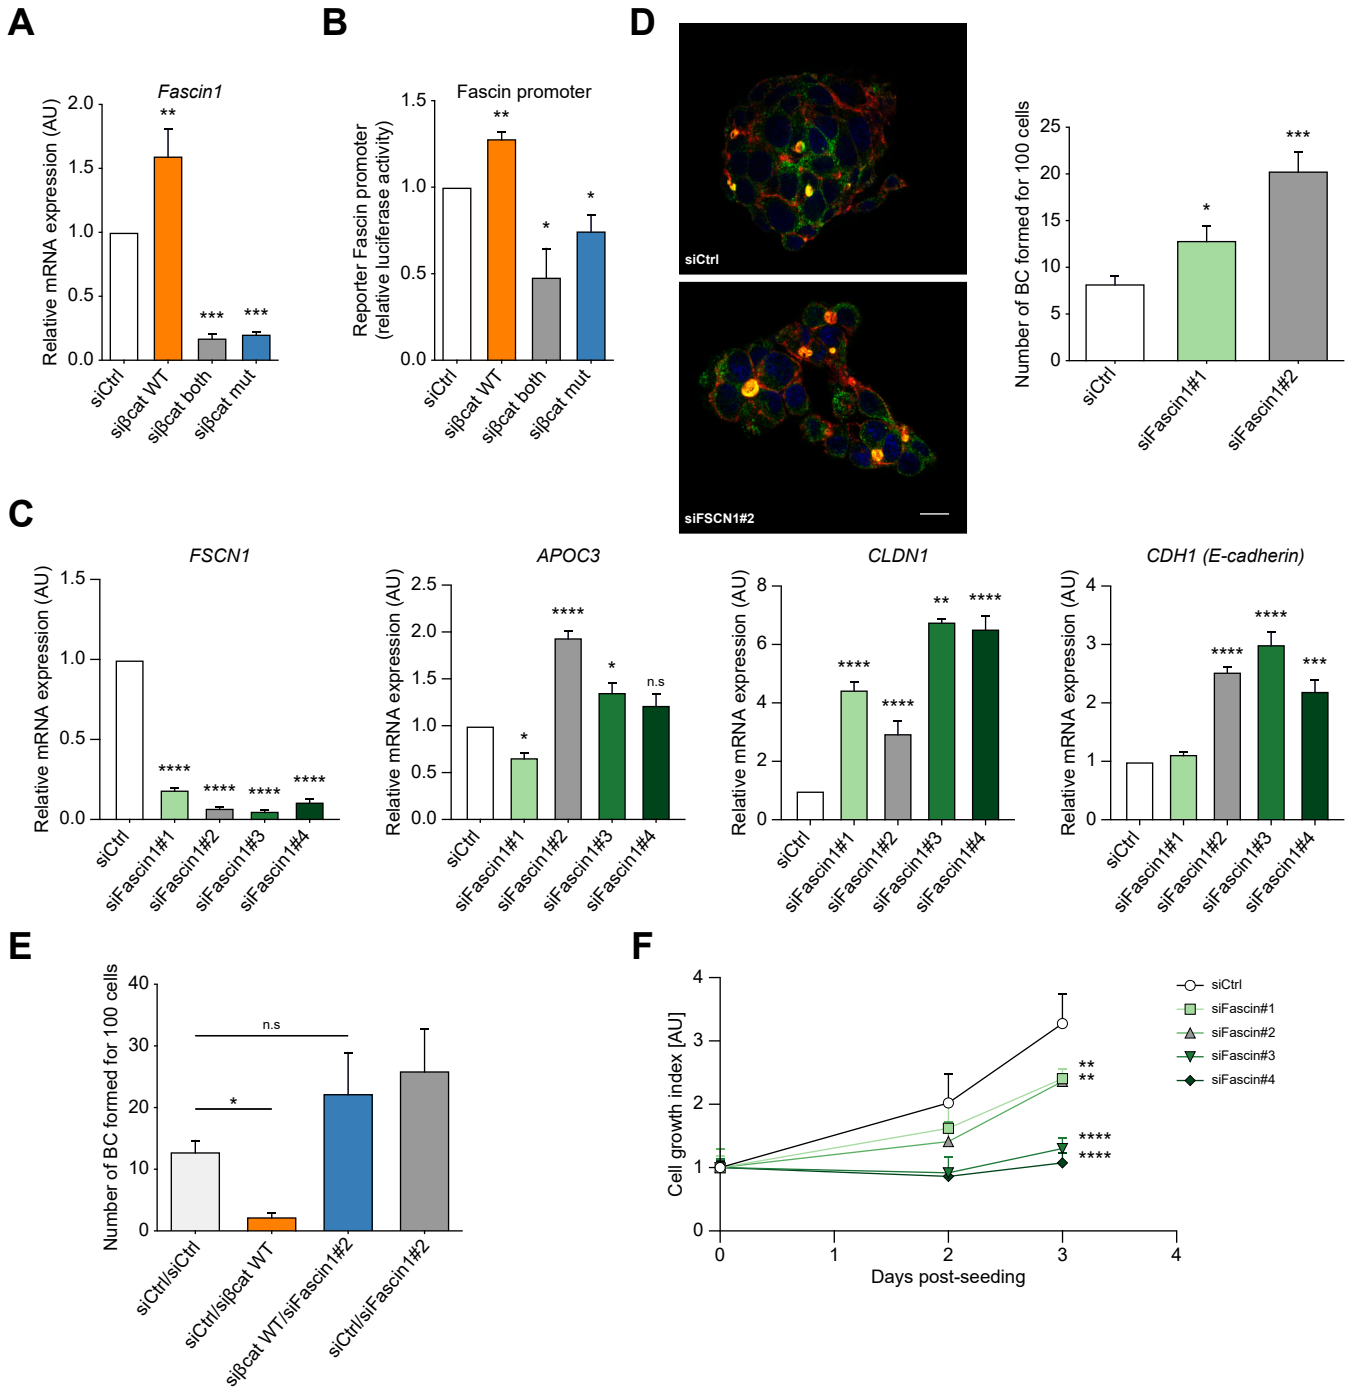 A
Fascin1
Relative mRNA expression (AU)
2.0
1.5
1.0
0.5
0.0
**
***
***
siCtrl
siβcat WT
siβcat both
siβcat mut
B
Fascin promoter
Reporter Fascin promoter
(relative luciferase activity)
1.5
1.0
0.5
0.0
**
*
*
siCtrl
siβcat WT
siβcat both
siβcat mut
D
siCtrl
siFSCN1#2
Number of BC formed for 100 cells
25
20
15
10
5
0
*
***
siCtrl
siFascin1#1
siFascin1#2
C
FSCN1
Relative mRNA expression (AU)
1.5
1.0
0.5
0.0
****
****
****
****
siCtrl
siFascin1#1
siFascin1#2
siFascin1#3
siFascin1#4
APOC3
Relative mRNA expression (AU)
2.5
2.0
1.5
1.0
0.5
0.0
*
****
*
n.s
siCtrl
siFascin1#1
siFascin1#2
siFascin1#3
siFascin1#4
CLDN1
Relative mRNA expression (AU)
8
6
4
2
0
****
****
**
****
siCtrl
siFascin1#1
siFascin1#2
siFascin1#3
siFascin1#4
CDH1 (E-cadherin)
Relative mRNA expression (AU)
4
3
2
1
0
****
****
***
siCtrl
siFascin1#1
siFascin1#2
siFascin1#3
siFascin1#4
E
Number of BC formed for 100 cells
40
30
20
10
0
n.s
*
siCtrl/siCtrl
siCtrl/siβcat WT
siβcat WT/siFascin1#2
siCtrl/siFascin1#2
F
Cell growth index [AU]
4
3
2
1
0
0
1
2
3
4
Days post-seeding
**
**
****
****
siCtrl
siFascin#1
siFascin#2
siFascin#3
siFascin#4